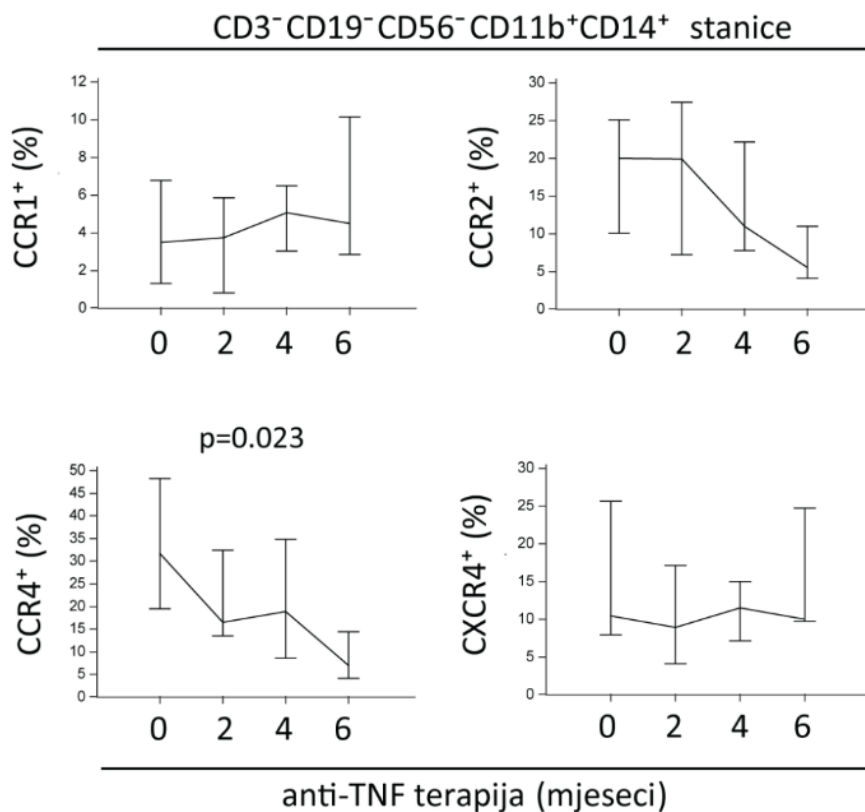 CD3⁻CD19⁻CD56⁻CD11b⁺CD14⁺ stanice
CCR1⁺ (%)
12
10
8
6
4
2
0
0 2 4 6
CCR2⁺ (%)
30
25
20
15
10
5
0
0 2 4 6
p=0.023
CCR4⁺ (%)
50
45
40
35
30
25
20
15
10
5
0
0 2 4 6
CXCR4⁺ (%)
30
25
20
15
10
5
0
0 2 4 6
anti-TNF terapija (mjeseci)